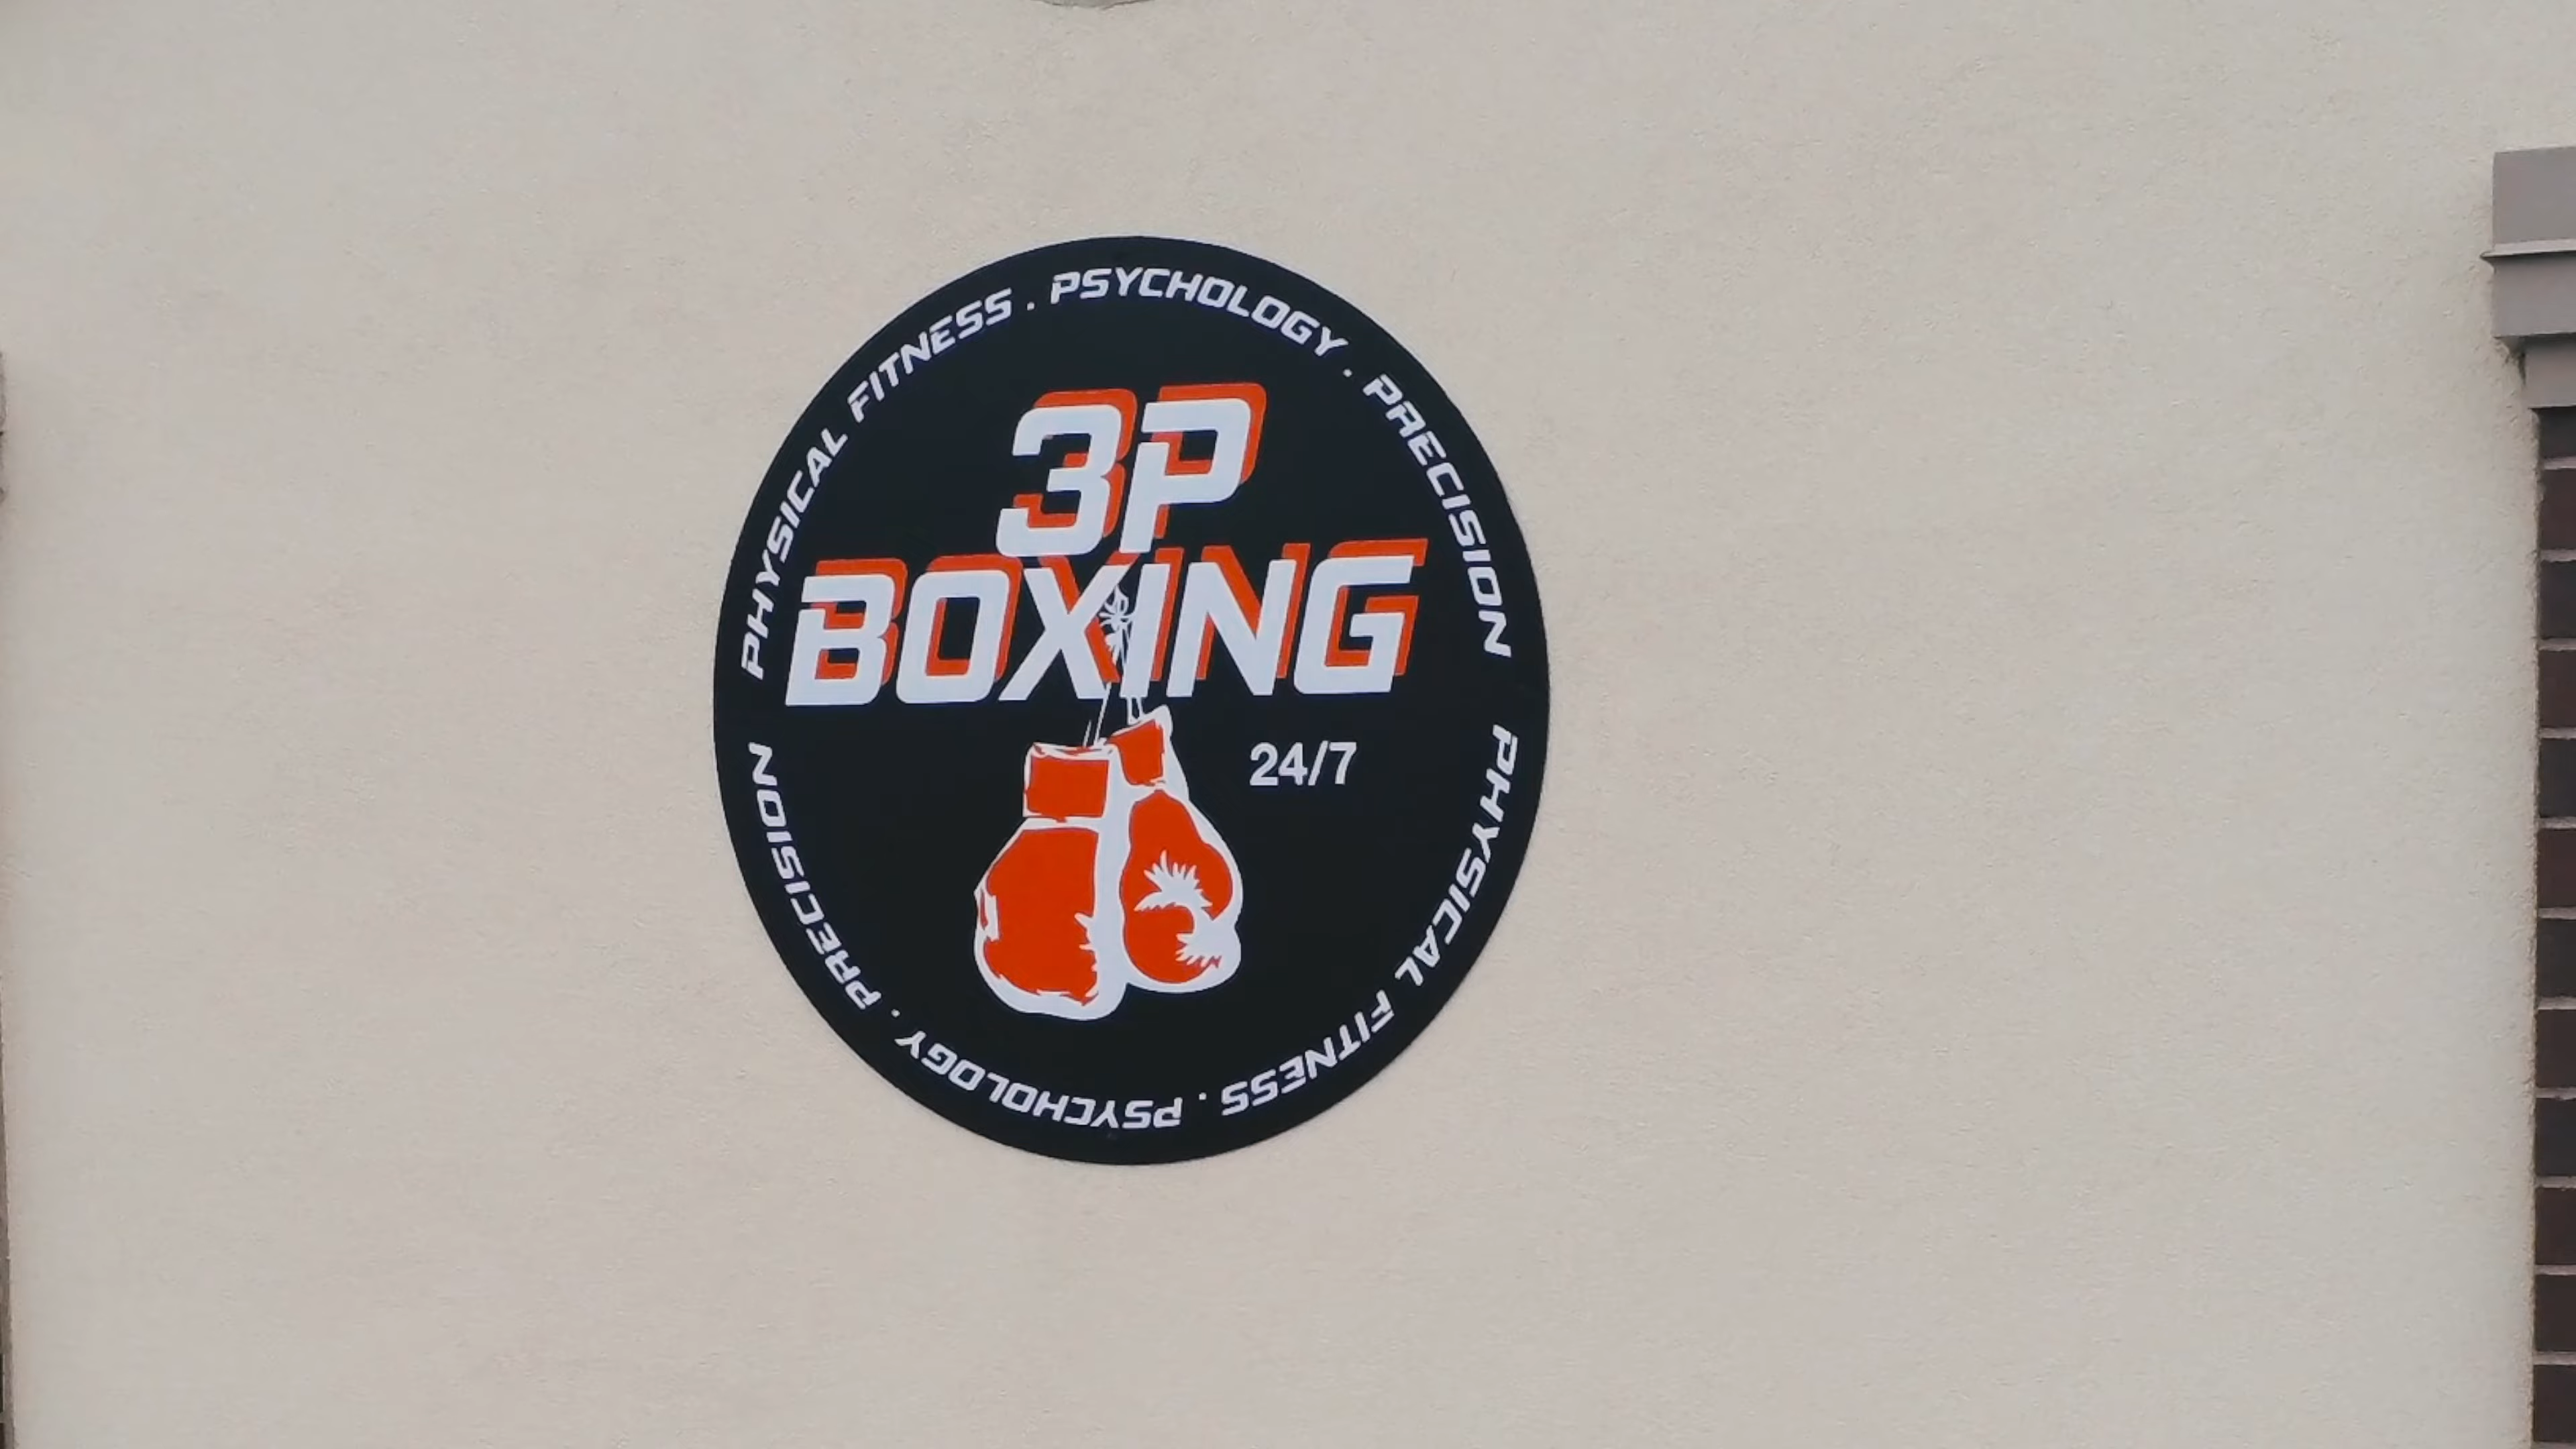 PHYSICAL FITNESS . PSYCHOLOGY . PRECISION
3P
BOXING
24/7
PHYSICAL FITNESS . PSYCHOLOGY . PRECISION